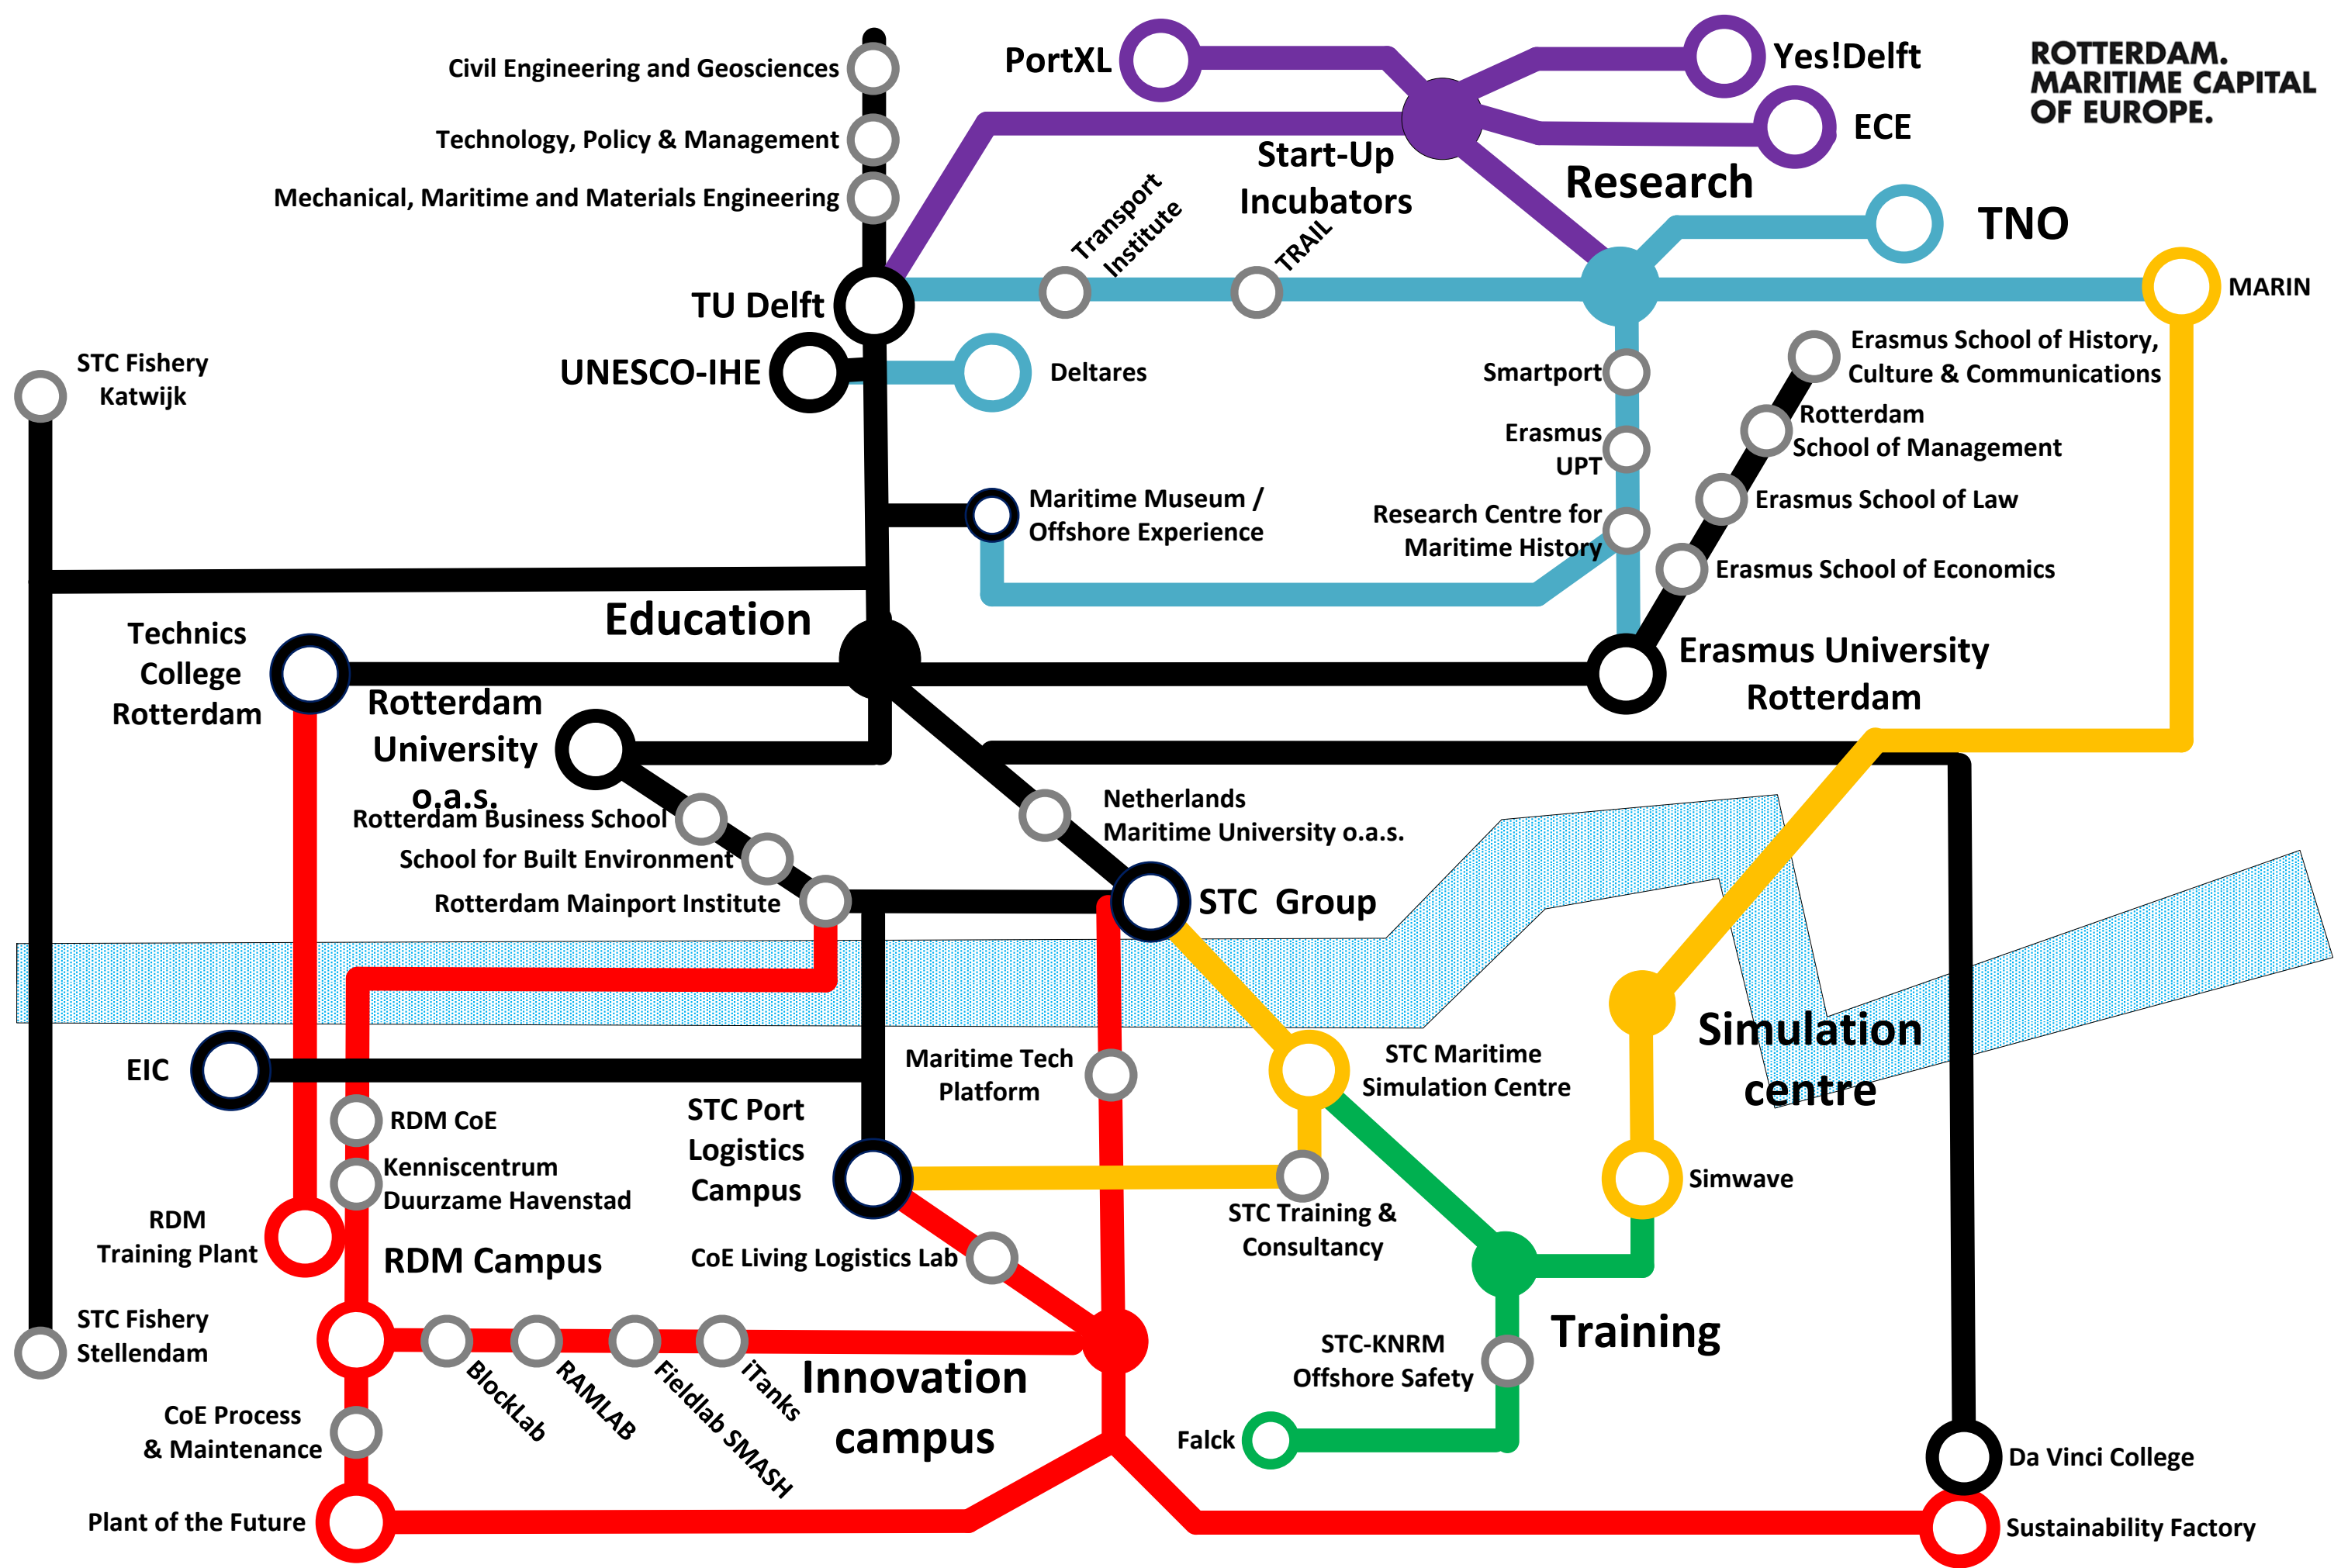 ROTTERDAM.
MARITIME CAPITAL
OF EUROPE.
PortXL
Yes!Delft
ECE
Start-Up
Incubators
Research
TNO
MARIN
Civil Engineering and Geosciences
Technology, Policy & Management
Mechanical, Maritime and Materials Engineering
Transport
Institute
TRAIL
TU Delft
UNESCO-IHE
Deltares
STC Fishery
Katwijk
Smartport
Erasmus
UPT
Research Centre for
Maritime History
Erasmus School of History,
Culture & Communications
Rotterdam
School of Management
Erasmus School of Law
Erasmus School of Economics
Maritime Museum /
Offshore Experience
Education
Technics
College
Rotterdam
Erasmus University
Rotterdam
Rotterdam
University
o.a.s.
Rotterdam Business School
School for Built Environment
Rotterdam Mainport Institute
Netherlands
Maritime University o.a.s.
STC Group
EIC
Maritime Tech
Platform
STC Maritime
Simulation Centre
Simulation
centre
RDM CoE
Kenniscentrum
Duurzame Havenstad
STC Port
Logistics
Campus
Simwave
RDM
Training Plant
RDM Campus
CoE Living Logistics Lab
STC Training &
Consultancy
STC Fishery
Stellendam
BlockLab
RAMLAB
Fieldlab SMASH
iTanks
Innovation
campus
Training
STC-KNRM
Offshore Safety
Falck
CoE Process
& Maintenance
Plant of the Future
Da Vinci College
Sustainability Factory